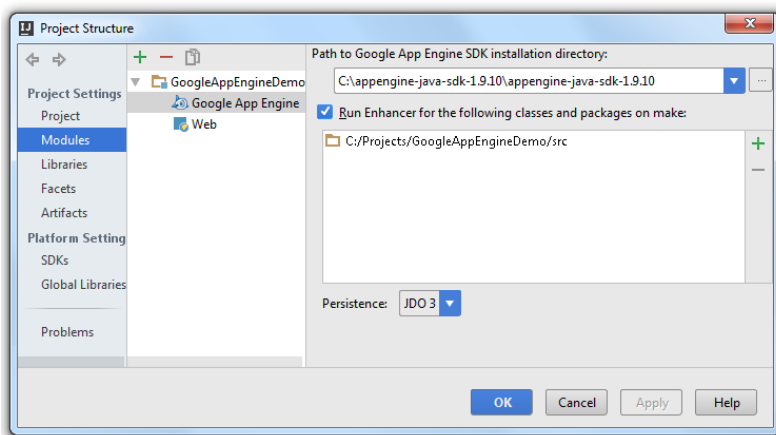 Project Structure
Project Settings
Project
Modules
Libraries
Facets
Artifacts
Platform Setting
SDKs
Global Libraries
Problems
GoogleAppEngineDemo
Google App Engine
Web
Path to Google App Engine SDK installation directory:
C:\appengine-java-sdk-1.9.10\appengine-java-sdk-1.9.10
...
Run Enhancer for the following classes and packages on make:
C:/Projects/GoogleAppEngineDemo/src
Persistence: JDO 3
OK Cancel Apply Help